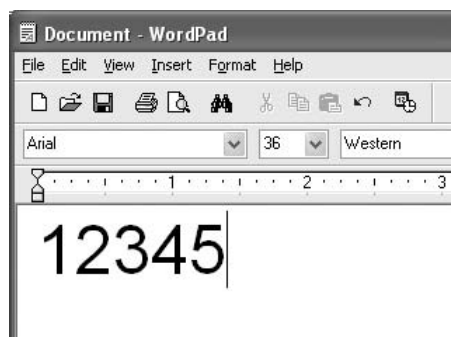 Document - WordPad
File Edit View Insert Format Help
Arial 36 Western
1 2 3
12345